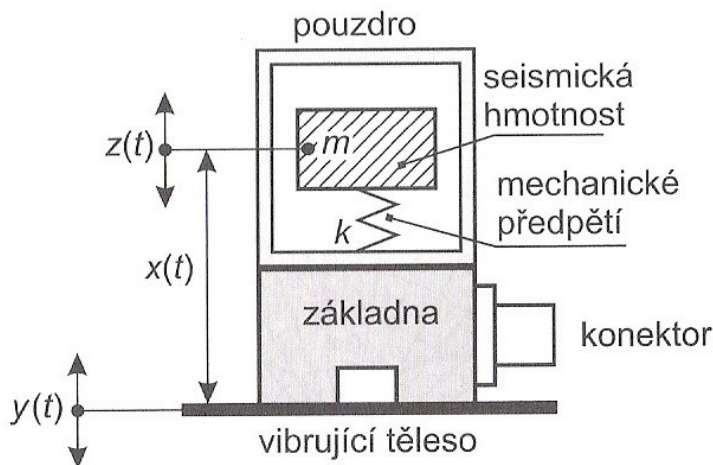 pouzdro
seismická
hmotnost
z(t)
m
mechanické
předpětí
k
x(t)
základna
konektor
y(t)
vibrující těleso